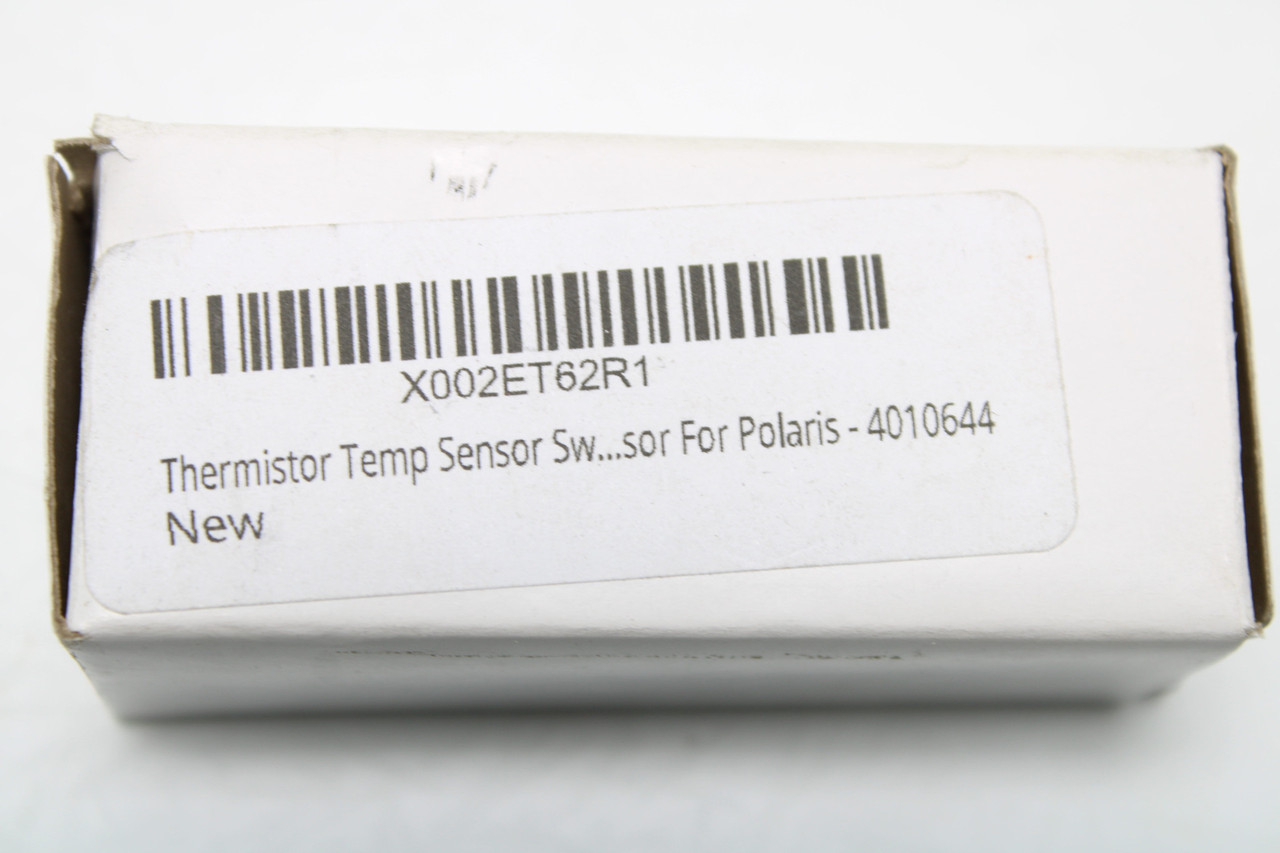 X002ET62R1
Thermistor Temp Sensor Sw...sor For Polaris - 4010644
New